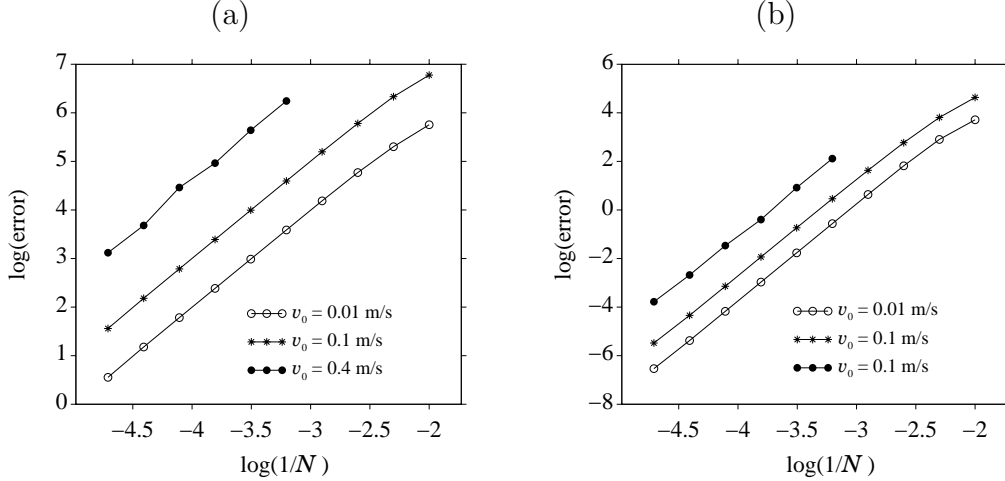 (a)
7
6
5
4
3
2
1
0
log(error)
v0 = 0.01 m/s
v0 = 0.1 m/s
v0 = 0.4 m/s
−4.5 −4 −3.5 −3 −2.5 −2
log(1/N )
(b)
6
4
2
0
−2
−4
−6
−8
log(error)
v0 = 0.01 m/s
v0 = 0.1 m/s
v0 = 0.1 m/s
−4.5 −4 −3.5 −3 −2.5 −2
log(1/N )